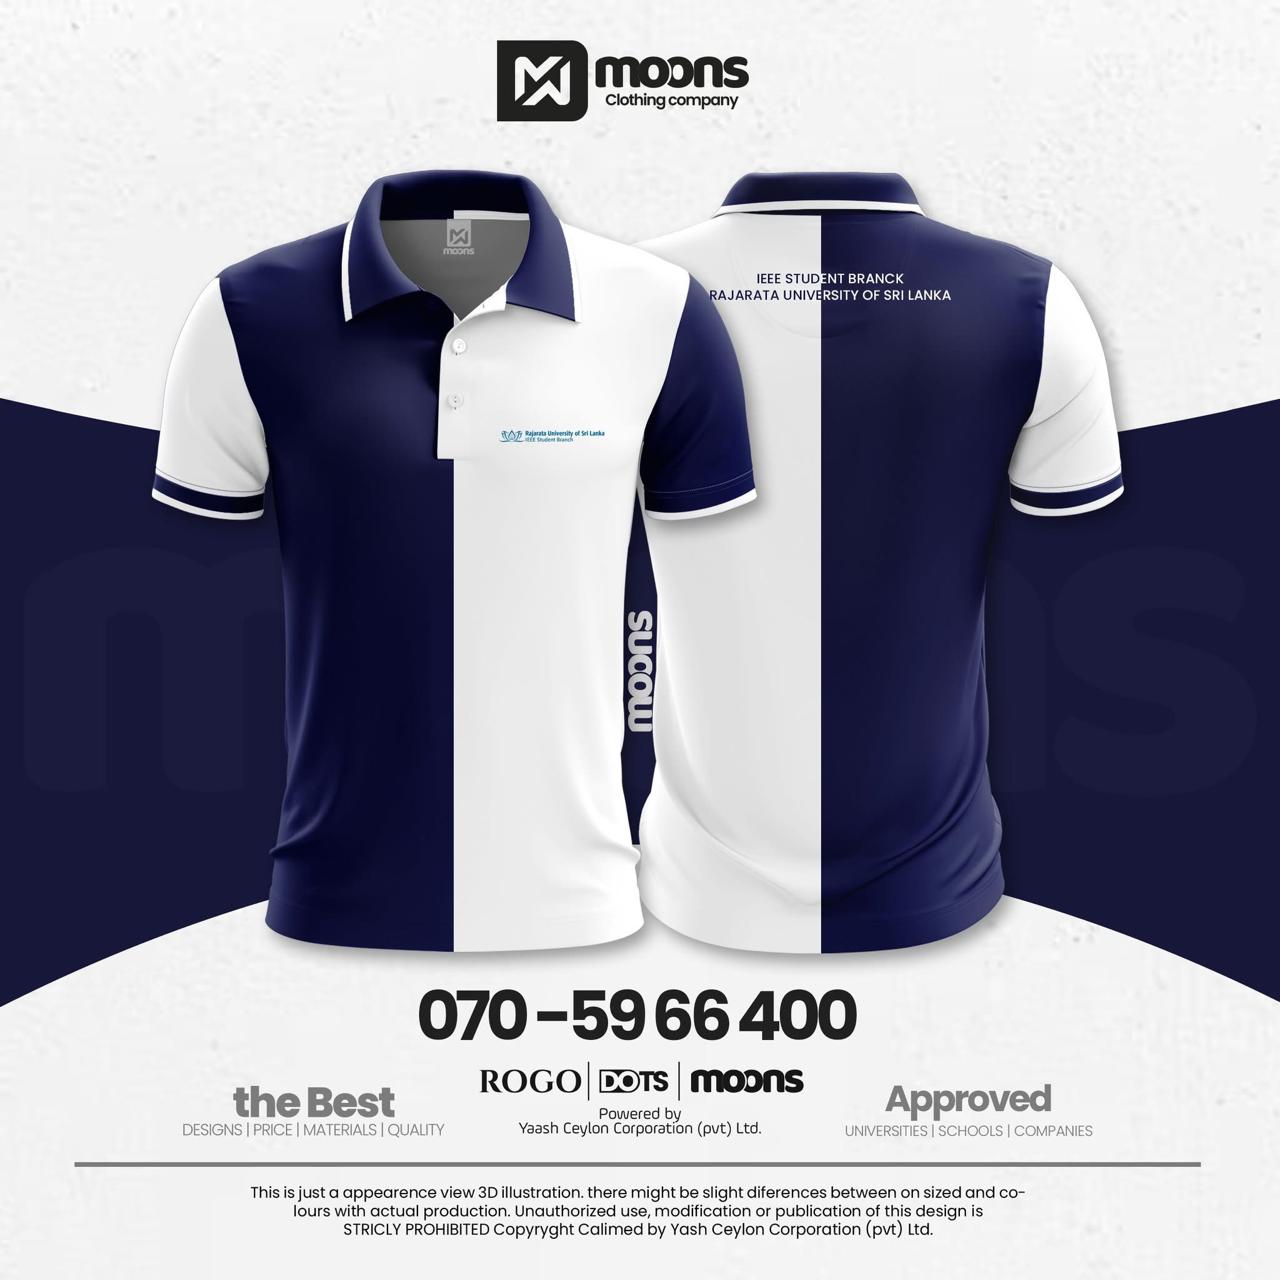 moons
Clothing company
moons
IEEE STUDENT BRANCK
RAJARATA UNIVERSITY OF SRI LANKA
Rajarata University of Sri Lanka
IEEE Student Branch
moons
070 - 59 66 400
ROGO | DOTS | moons
Powered by
Yaash Ceylon Corporation (pvt) Ltd.
the Best
DESIGNS | PRICE | MATERIALS | QUALITY
Approved
UNIVERSITIES | SCHOOLS | COMPANIES
This is just a appearence view 3D illustration. there might be slight diferences between on sized and co-
lours with actual production. Unauthorized use, modification or publication of this design is
STRICLY PROHIBITED Copyryght Calimed by Yash Ceylon Corporation (pvt) Ltd.